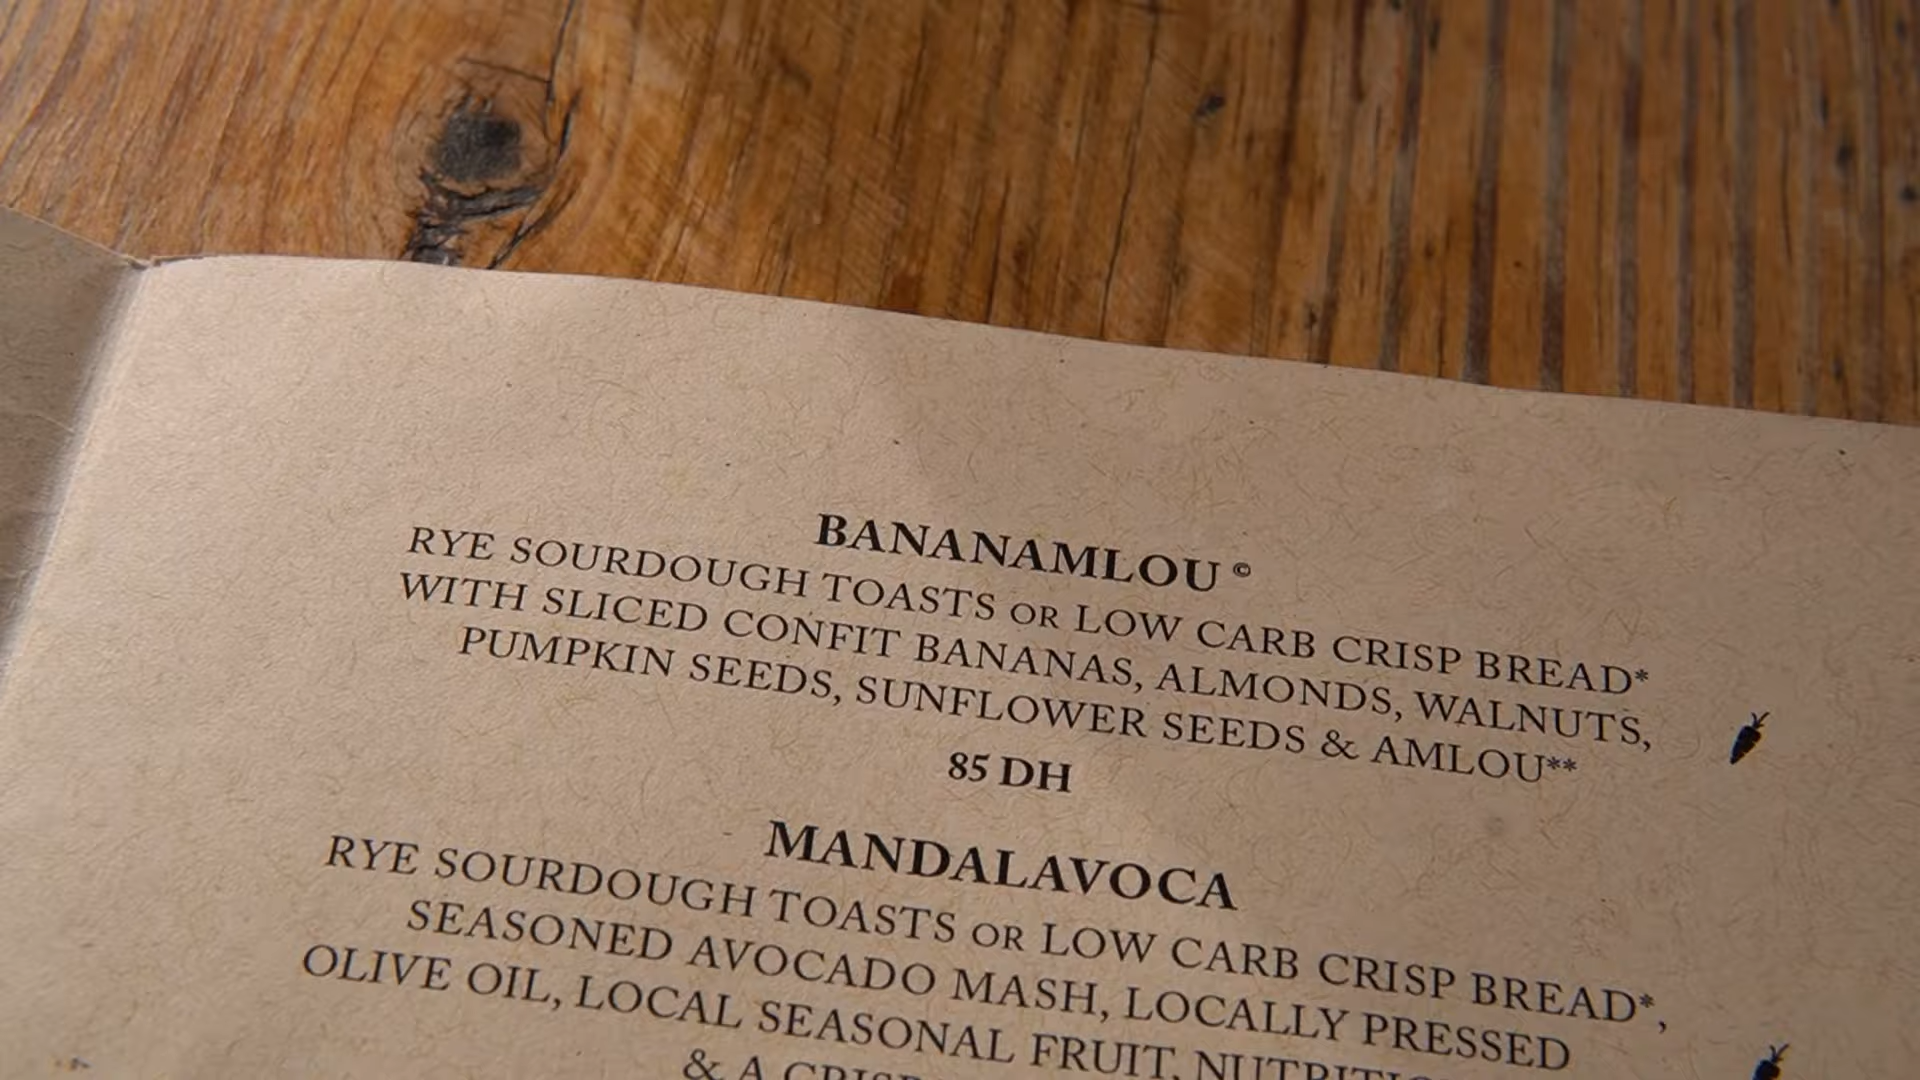 BANANAMLOU ©
RYE SOURDOUGH TOASTS OR LOW CARB CRISP BREAD*
WITH SLICED CONFIT BANANAS, ALMONDS, WALNUTS,
PUMPKIN SEEDS, SUNFLOWER SEEDS & AMLOU**
85 DH
MANDALAVOCA
RYE SOURDOUGH TOASTS OR LOW CARB CRISP BREAD*,
SEASONED AVOCADO MASH, LOCALLY PRESSED
OLIVE OIL, LOCAL SEASONAL FRUIT,
& A